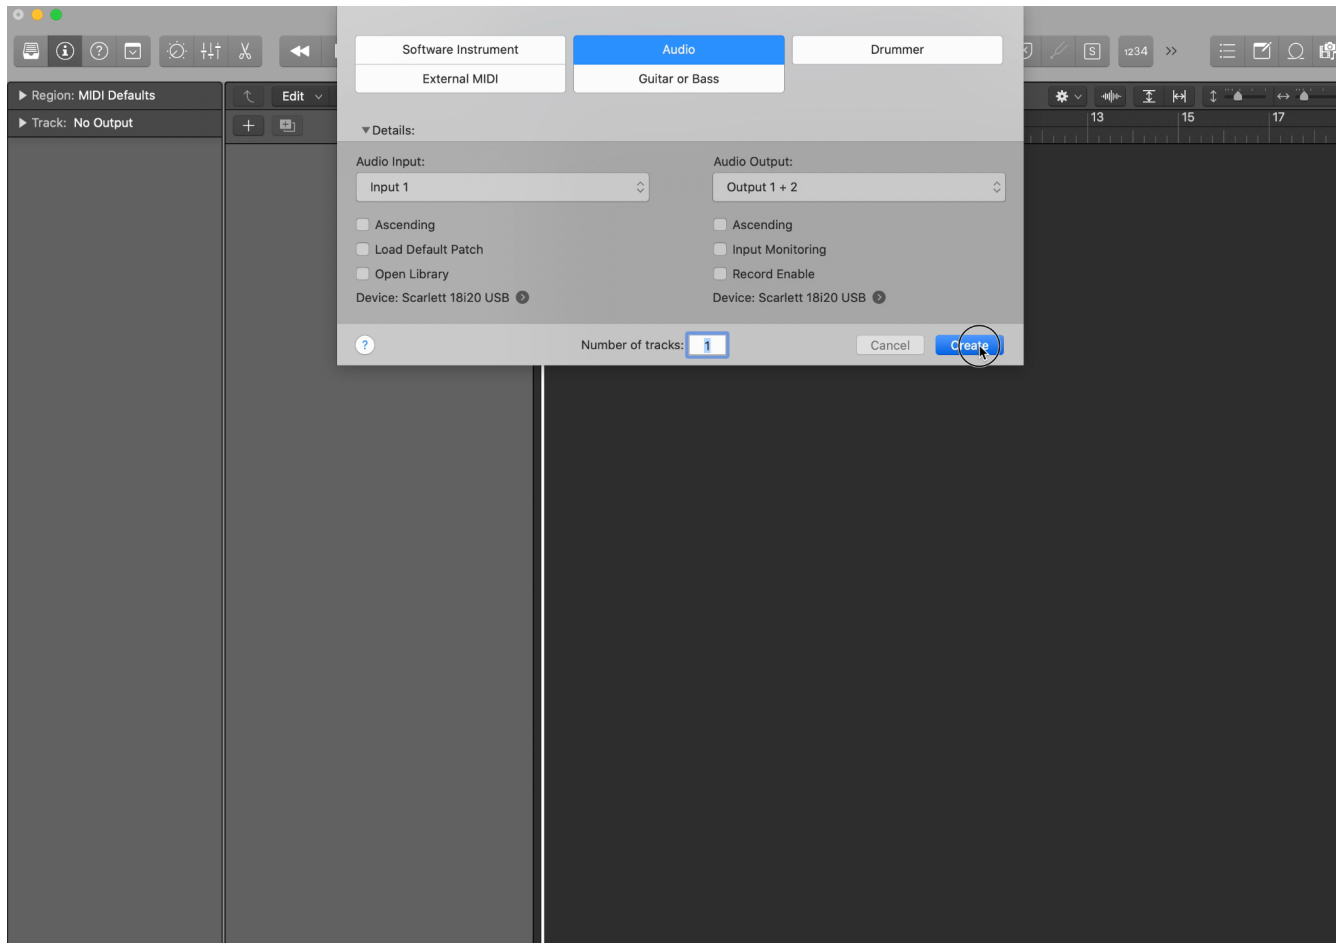 Software Instrument
Audio
Drummer
External MIDI
Guitar or Bass
S
1234
Region: MIDI Defaults
Edit
Track: No Output
13
15
17
Details:
Audio Input:
Audio Output:
Input 1
Output 1 + 2
Ascending
Ascending
Load Default Patch
Input Monitoring
Open Library
Record Enable
Device: Scarlett 18i20 USB
Device: Scarlett 18i20 USB
?
Number of tracks: 1
Cancel
Create